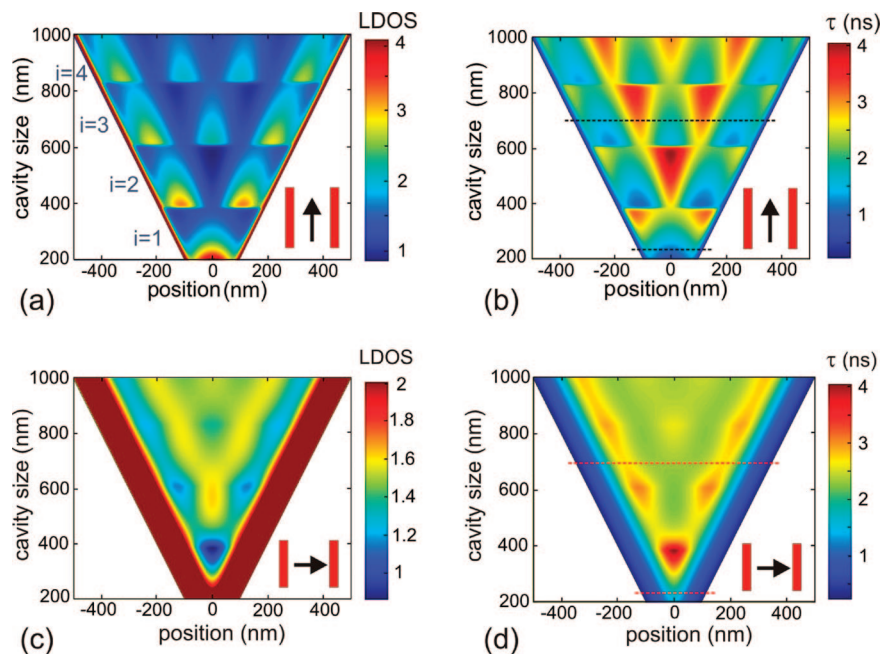 LDOS
1000
800
600
400
200
cavity size (nm)
i=4
i=3
i=2
i=1
-400 -200 0 200 400
position (nm)
4
3
2
1
(a)
τ (ns)
1000
800
600
400
200
cavity size (nm)
-400 -200 0 200 400
position (nm)
4
3
2
1
(b)
LDOS
1000
800
600
400
200
cavity size (nm)
-400 -200 0 200 400
position (nm)
2
1.8
1.6
1.4
1.2
1
(c)
τ (ns)
1000
800
600
400
200
cavity size (nm)
-400 -200 0 200 400
position (nm)
4
3
2
1
(d)